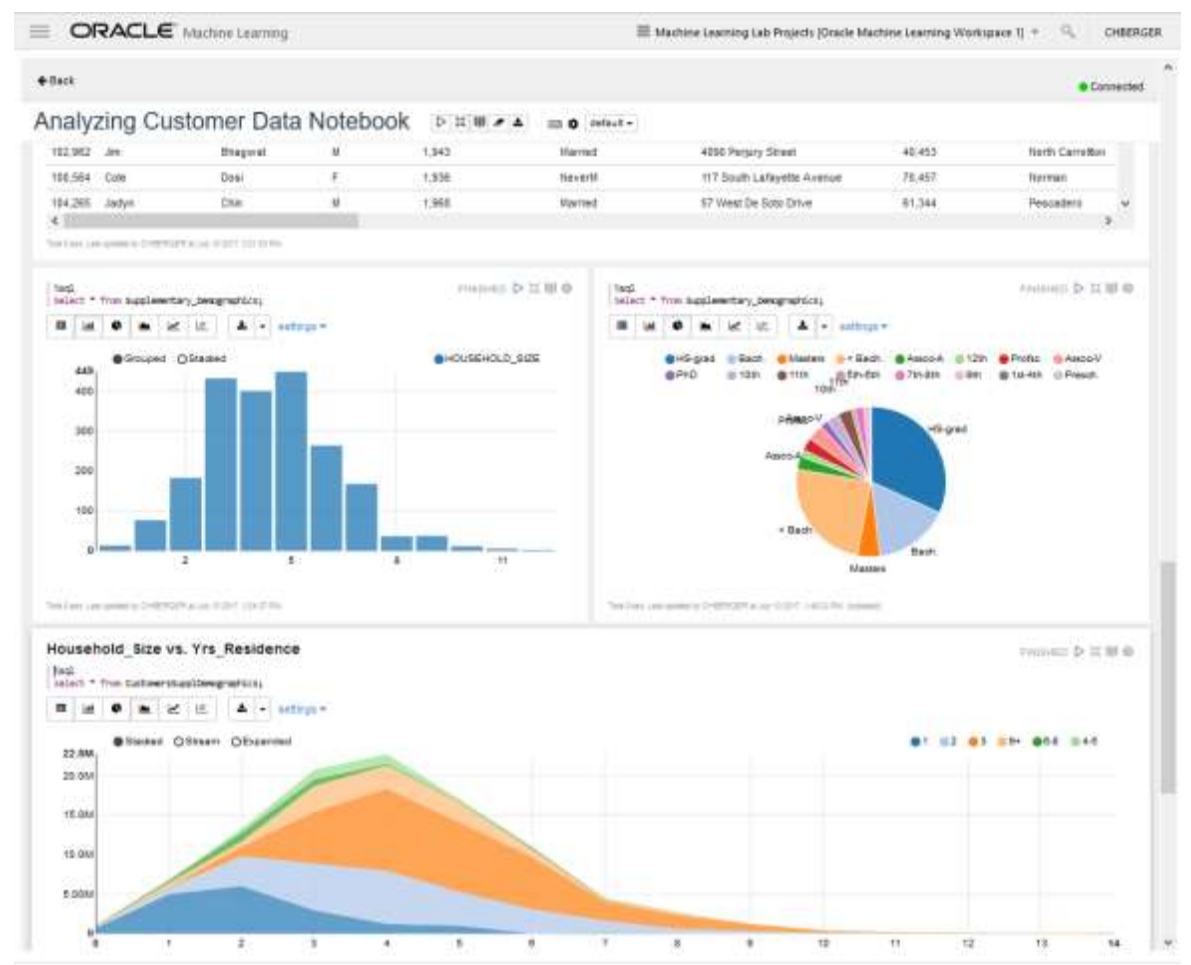 ORACLE Machine Learning
Machine Learning Lab Projects [Oracle Machine Learning Workspace 1]
CHBERGER
Back
Connected
Analyzing Customer Data Notebook
default
102,962 Jim Bhagwat M 1,943 Married 4090 Perjury Street 40,453 North Carrollton
Cole Dosi F 1,936 NeverM 117 South Lafayette Avenue 78,457 Norman
104,265 Jadyn Chin M 1,968 Married 57 West De Soto Drive 61,344 Pescadero
%sql
select * from Supplementary_Demographics;
FINISHED
settings
Grouped Stacked
HOUSEHOLD_SIZE
449
400
300
200
100
0
2 5 8 11
%sql
select * from Supplementary_Demographics;
FINISHED
settings
HS-grad Bach. Masters < Bach. Assoc-A 12th Profsc Assoc-V
PhD 10th 11th 5th-6th 7th-8th 9th 1st-4th Presch.
HS-grad
Assoc-A
< Bach.
Bach.
Masters
Household_Size vs. Yrs_Residence
%sql
select * from CustomersSupplDemographics;
FINISHED
settings
Stacked Stream Expanded
1 2 3 9+ 6-8 4-5
20.0M
15.0M
10.0M
5.00M
0
0 1 2 3 4 5 6 7 8 9 10 11 12 13 14